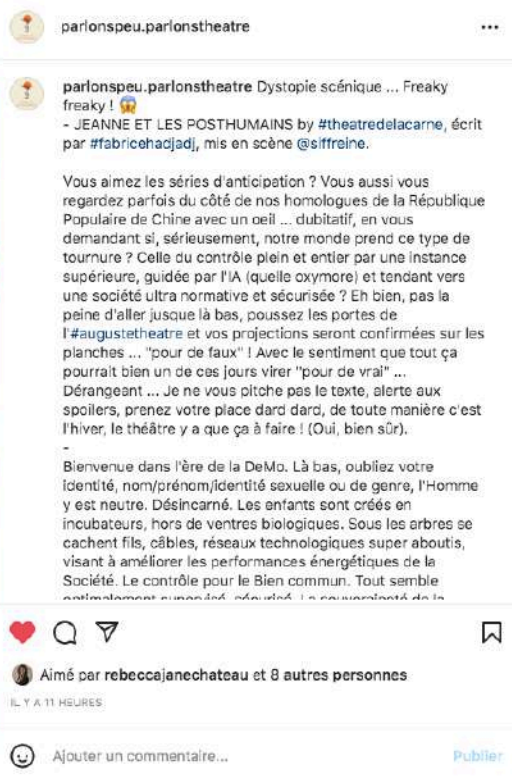 parlonspeu.parlonstheatre
parlonspeu.parlonstheatre Dystopie scénique ... Freaky
freaky ! 😱
- JEANNE ET LES POSTHUMAINS by #theatredelacarne, écrit
par #fabricehadjadj, mis en scène @siffreine.
Vous aimez les séries d'anticipation ? Vous aussi vous
regardez parfois du côté de nos homologues de la République
Populaire de Chine avec un oeil ... dubitatif, en vous
demandant si, sérieusement, notre monde prend ce type de
tournure ? Celle du contrôle plein et entier par une instance
supérieure, guidée par l'IA (quelle oxymore) et tendant vers
une société ultra normative et sécurisée ? Eh bien, pas la
peine d'aller jusque là bas, poussez les portes de
l'#augustetheatre et vos projections seront confirmées sur les
planches ... "pour de faux" ! Avec le sentiment que tout ça
pourrait bien un de ces jours virer "pour de vrai" ...
Dérangeant ... Je ne vous pitche pas le texte, alerte aux
spoilers, prenez votre place dard dard, de toute manière c'est
l'hiver, le théâtre y a que ça à faire ! (Oui, bien sûr).
-
Bienvenue dans l'ère de la DeMo. Là bas, oubliez votre
identité, nom/prénom/identité sexuelle ou de genre, l'Homme
y est neutre. Désincarné. Les enfants sont créés en
incubateurs, hors de ventres biologiques. Sous les arbres se
cachent fils, câbles, réseaux technologiques super aboutis,
visant à améliorer les performances énergétiques de la
Société. Le contrôle pour le Bien commun. Tout semble
optimalement supervisé, sécurisé. La souveraineté de la
Aimé par rebeccajanechateau et 8 autres personnes
IL Y A 11 HEURES
Ajouter un commentaire...
Publier